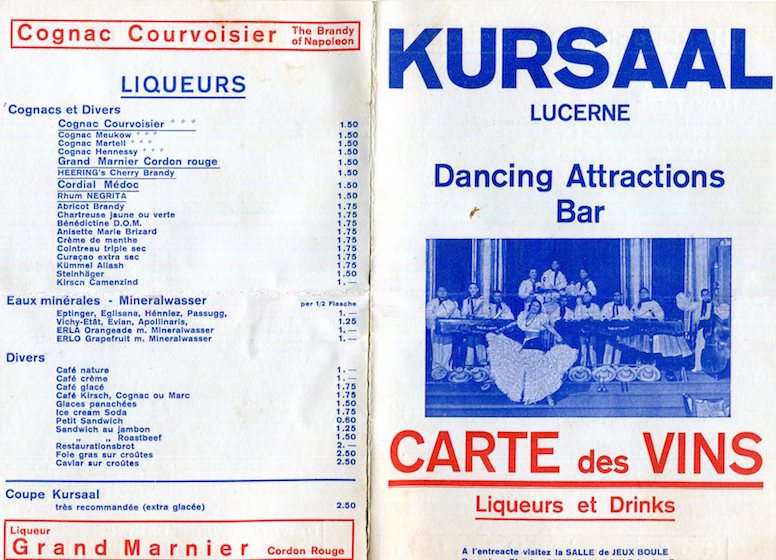 Cognac Courvoisier The Brandy of Napoleon
LIQUEURS
Cognacs et Divers
Cognac Courvoisier *** 1.50
Cognac Meukow *** 1.50
Cognac Martell *** 1.50
Cognac Hennessy *** 1.50
Grand Marnier Cordon rouge 1.50
HEERING's Cherry Brandy 1.50
Cordial Médoc 1.50
Rhum NEGRITA 1.50
Abricot Brandy 1.75
Chartreuse jaune ou verte 1.75
Bénédictine D.O.M. 1.75
Anisette Marie Brizard 1.75
Crème de menthe 1.75
Cointreau triple sec 1.75
Curaçao extra sec 1.75
Kümmel Allash 1.75
Steinhäger 1.50
Kirsch Camenzind 1.—
Eaux minérales - Mineralwasser per 1/2 Flasche
Eptinger, Eglisana, Hénniez, Passugg, 1.—
Vichy-Etât, Evian, Apollinaris, 1.25
ERLA Orangeade m. Mineralwasser 1.—
ERLO Grapefruit m. Mineralwasser 1.—
Divers
Café nature 1.—
Café crème 1.—
Café glacé 1.75
Café Kirsch, Cognac ou Marc 1.75
Glaces panachées 1.50
Ice cream Soda 1.75
Petit Sandwich 0.60
Sandwich au jambon 1.25
„ „ Roastbeef 1.50
Restaurationsbrot 2.—
Foie gras sur croûtes 2.50
Caviar sur croûtes 2.50
Coupe Kursaal
très recommandée (extra glacée) 2.50
Liqueur
Grand Marnier Cordon Rouge
KURSAAL
LUCERNE
Dancing Attractions
Bar
CARTE des VINS
Liqueurs et Drinks
A l'entreacte visitez la SALLE de JEUX BOULE